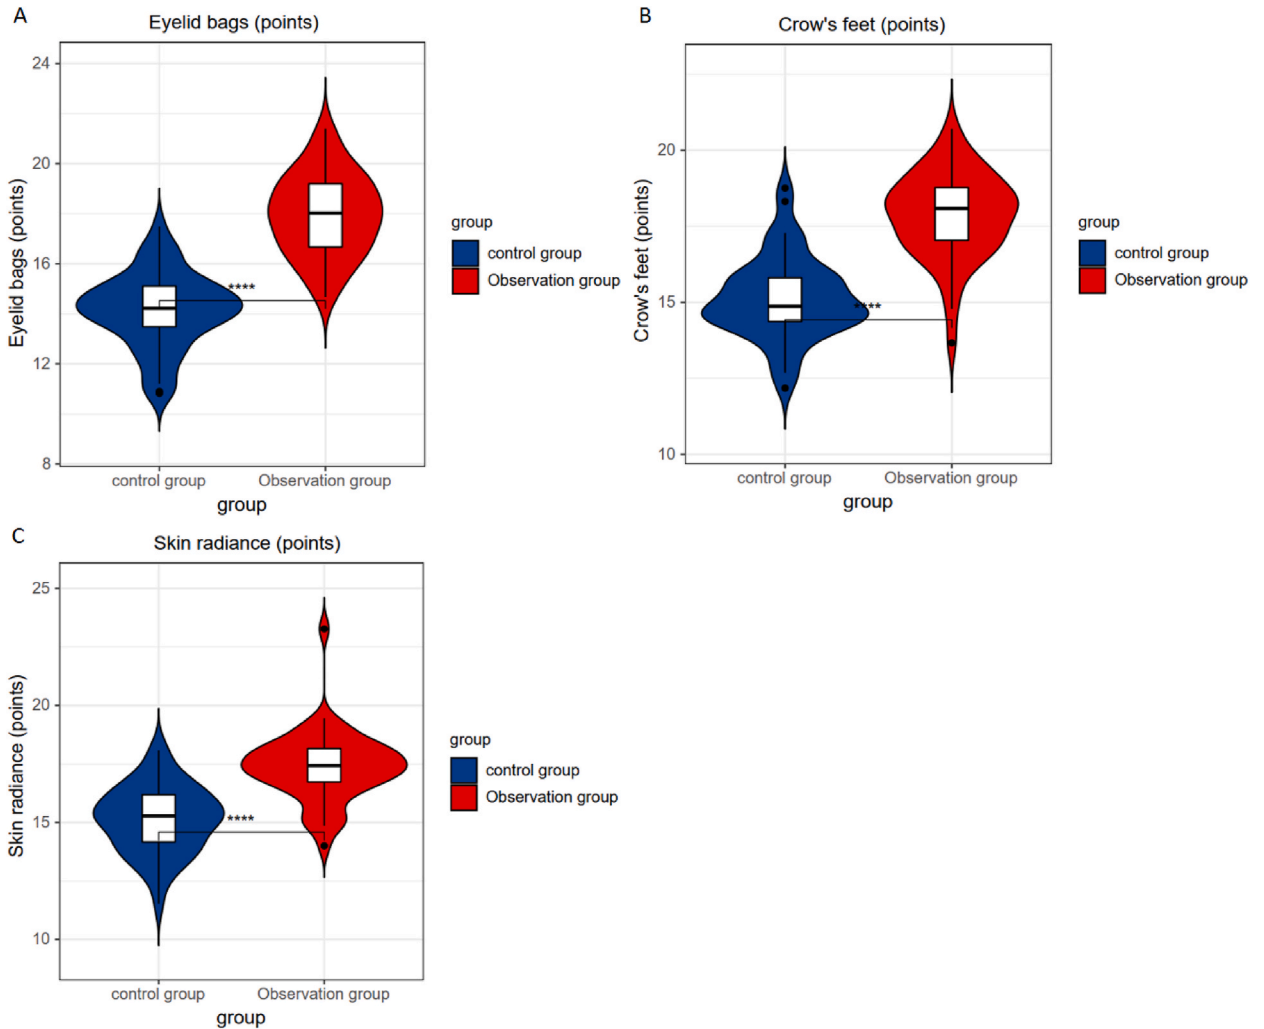 A
Eyelid bags (points)
Eyelid bags (points)
24
20
16
12
8
****
control group
Observation group
group
group
control group
Observation group
B
Crow's feet (points)
Crow's feet (points)
20
15
10
****
control group
Observation group
group
group
control group
Observation group
C
Skin radiance (points)
Skin radiance (points)
25
20
15
10
****
control group
Observation group
group
group
control group
Observation group